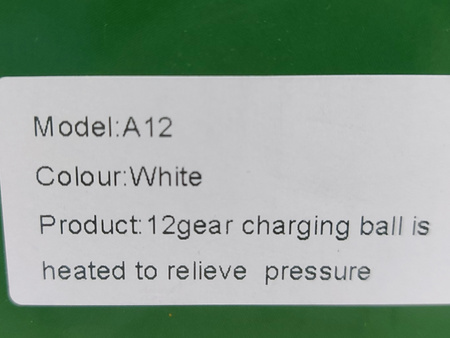 Model:A12
Colour:White
Product:12gear charging ball is
heated to relieve pressure